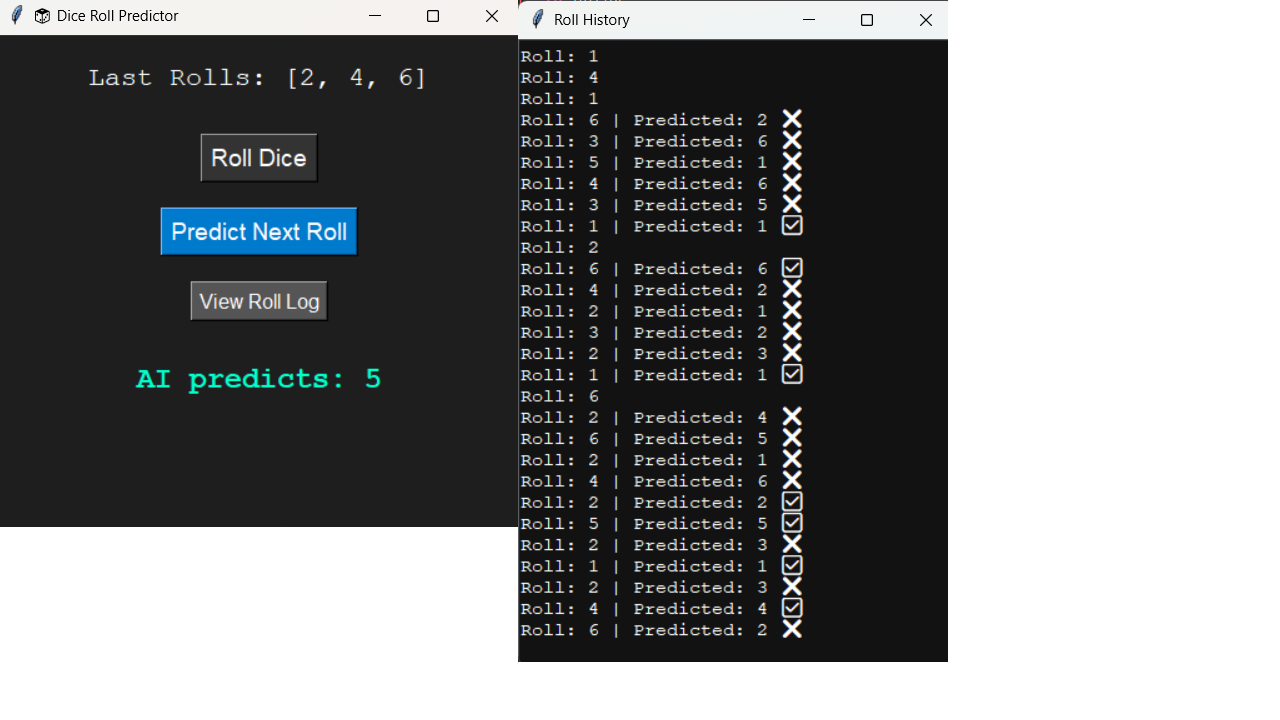 Dice Roll Predictor
Last Rolls: [2, 4, 6]
Roll Dice
Predict Next Roll
View Roll Log
AI predicts: 5
Roll History
Roll: 1
Roll: 4
Roll: 1
Roll: 6 | Predicted: 2 ❌
Roll: 3 | Predicted: 6 ❌
Roll: 5 | Predicted: 1 ❌
Roll: 4 | Predicted: 6 ❌
Roll: 3 | Predicted: 5 ❌
Roll: 1 | Predicted: 1 ✅
Roll: 2
Roll: 6 | Predicted: 6 ✅
Roll: 4 | Predicted: 2 ❌
Roll: 2 | Predicted: 1 ❌
Roll: 3 | Predicted: 2 ❌
Roll: 2 | Predicted: 3 ❌
Roll: 1 | Predicted: 1 ✅
Roll: 6
Roll: 2 | Predicted: 4 ❌
Roll: 6 | Predicted: 5 ❌
Roll: 2 | Predicted: 1 ❌
Roll: 4 | Predicted: 6 ❌
Roll: 2 | Predicted: 2 ✅
Roll: 5 | Predicted: 5 ✅
Roll: 2 | Predicted: 3 ❌
Roll: 1 | Predicted: 1 ✅
Roll: 2 | Predicted: 3 ❌
Roll: 4 | Predicted: 4 ✅
Roll: 6 | Predicted: 2 ❌